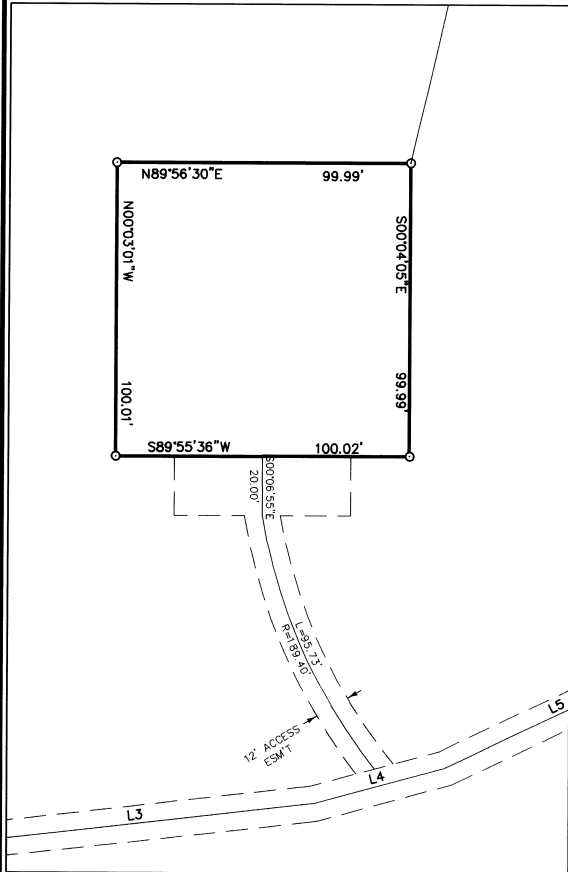 N89°56'30"E 99.99'
N00°03'01"W 100.01'
S00°04'05"E 99.99'
S89°55'36"W 100.02'
S00°06'55"E
20.00'
L=95.73'
R=189.40'
12' ACCESS
ESM'T
L3
L4
L5